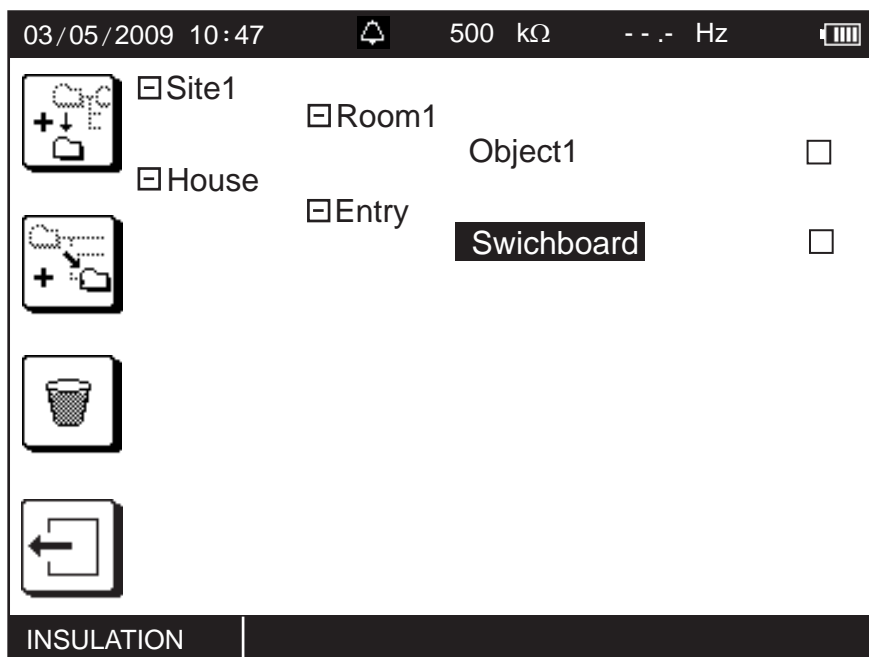 03/05/2009 10:47 500 kΩ - - .- Hz
Site1
Room1
Object1
House
Entry
Swichboard
INSULATION